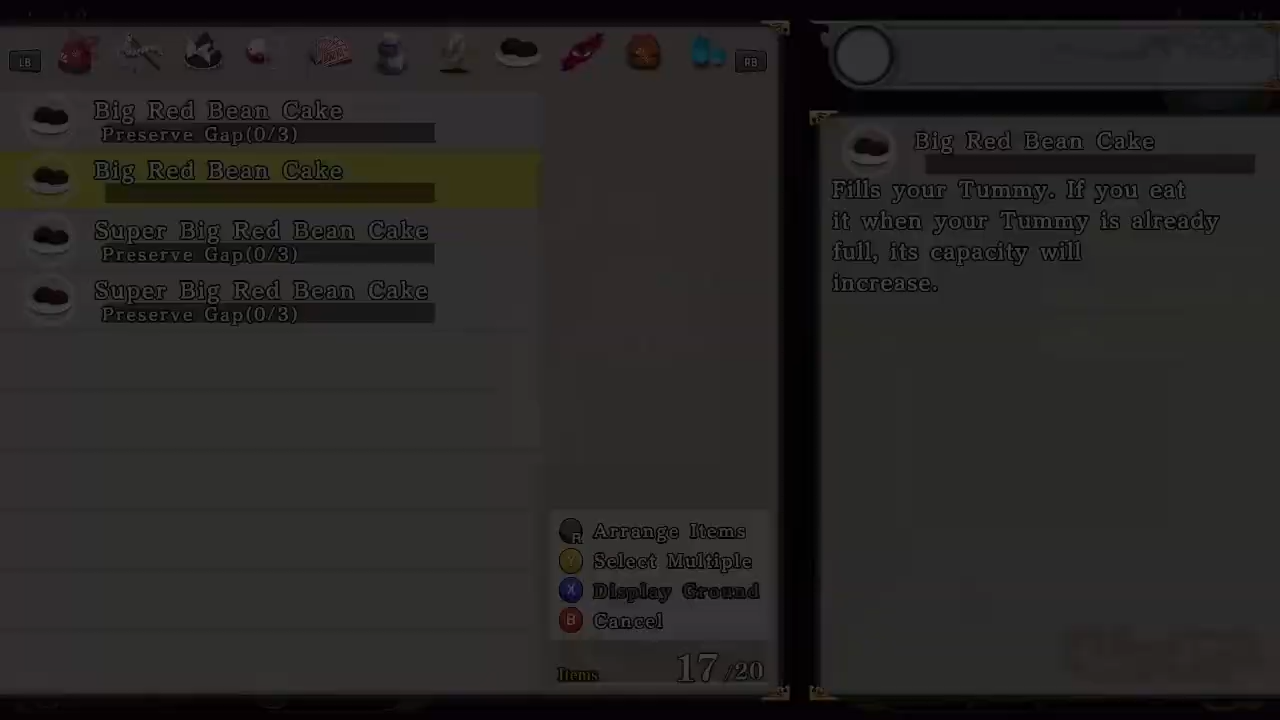 LB
RB
Big Red Bean Cake
Preserve Gap(0/3)
Big Red Bean Cake
Super Big Red Bean Cake
Preserve Gap(0/3)
Super Big Red Bean Cake
Preserve Gap(0/3)
R Arrange Items
Y Select Multiple
X Display Ground
B Cancel
Items 17/20
Big Red Bean Cake
Fills your Tummy. If you eat
it when your Tummy is already
full, its capacity will
increase.